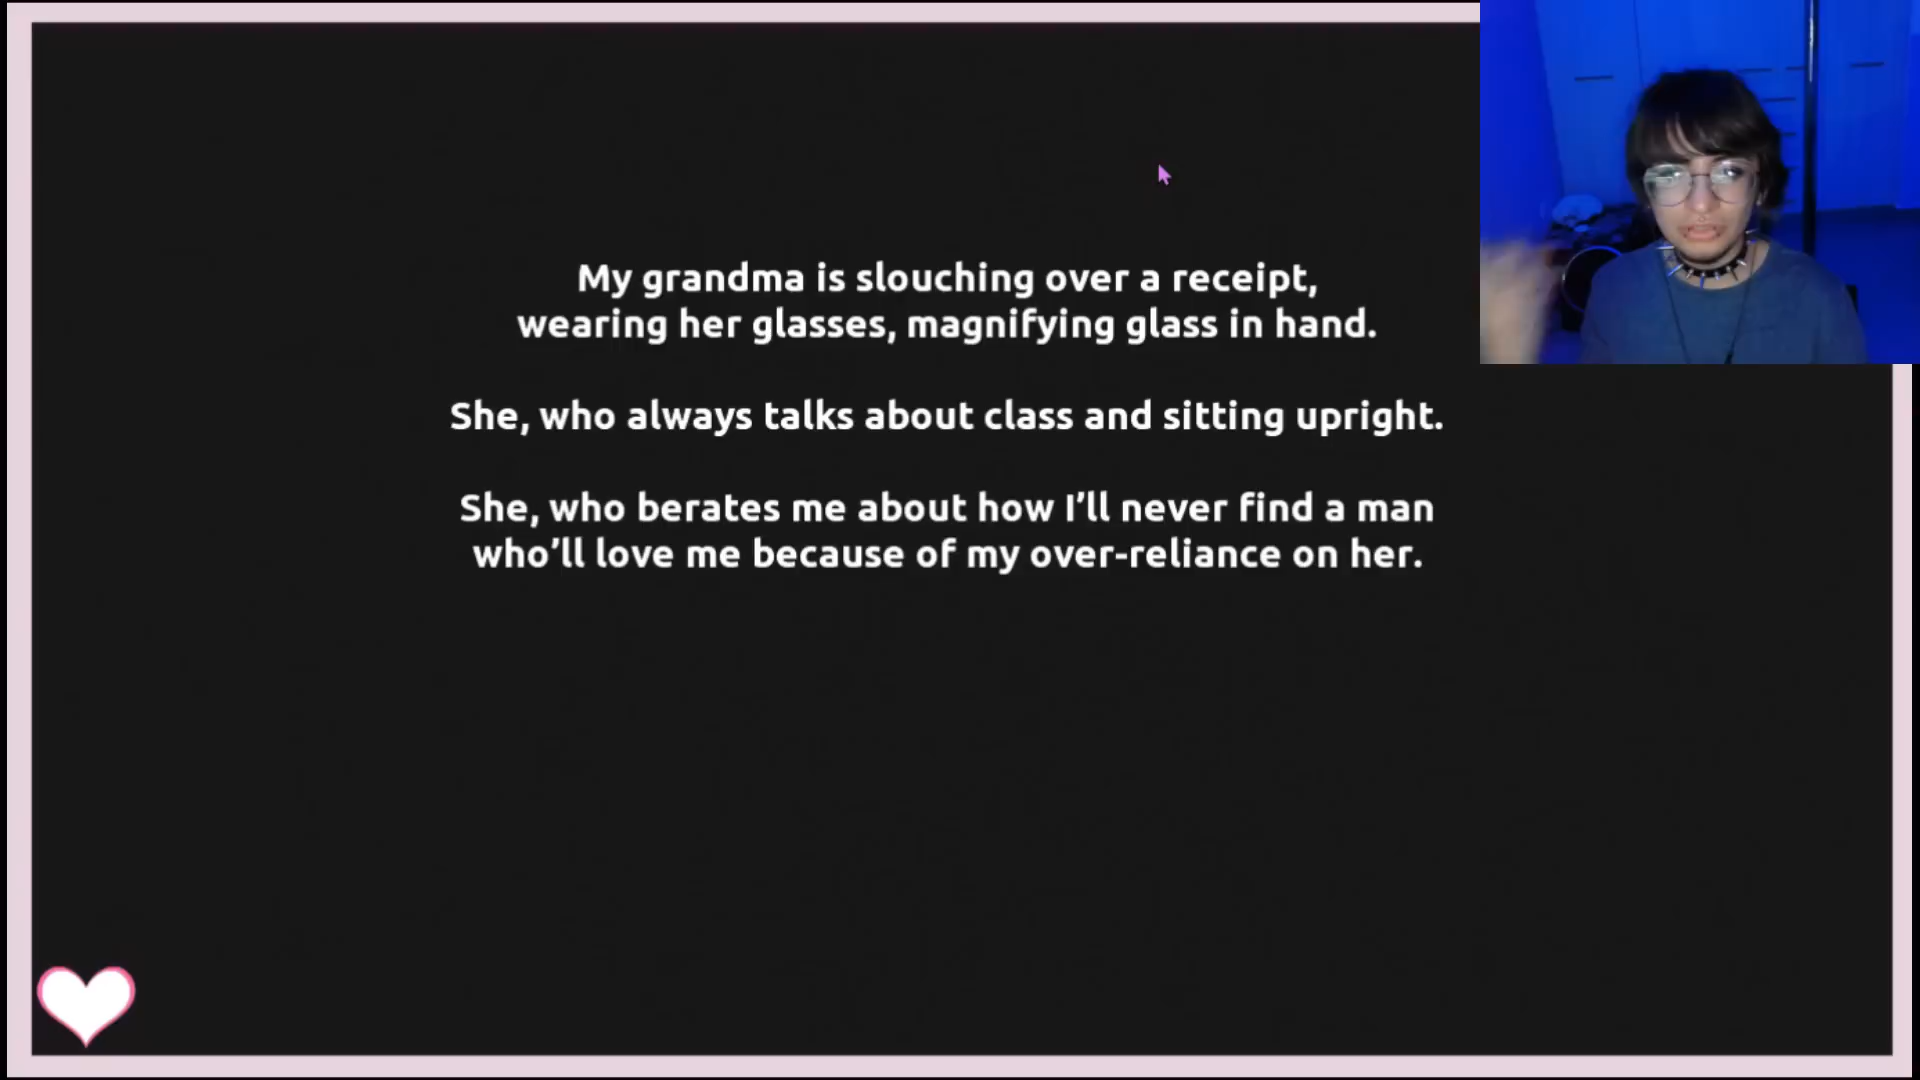 My grandma is slouching over a receipt,
wearing her glasses, magnifying glass in hand.
She, who always talks about class and sitting upright.
She, who berates me about how I’ll never find a man
who’ll love me because of my over-reliance on her.